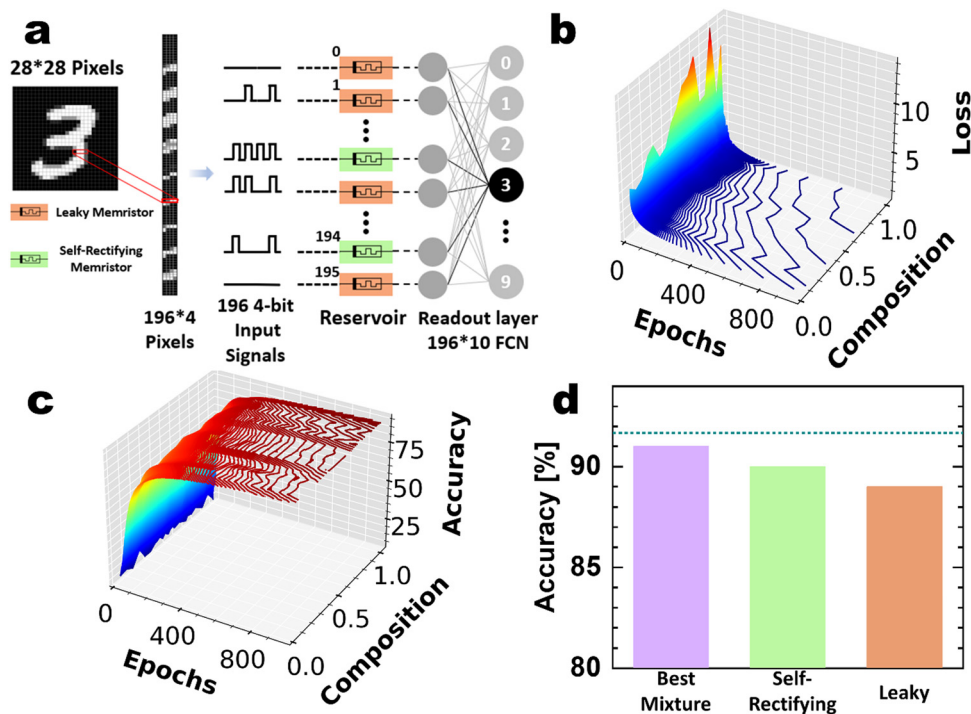 a
28*28 Pixels
Leaky Memristor
Self-Rectifying
Memristor
196*4
Pixels
196 4-bit
Input
Signals
0
1
194
195
Reservoir
0
1
2
3
9
Readout layer
196*10 FCN
b
Loss
10
5
0
400
800
Epochs
0.0
0.5
1.0
Composition
c
Accuracy
75
50
25
0
400
800
Epochs
0.0
0.5
1.0
Composition
d
Accuracy [%]
90
85
80
Best
Mixture
Self-
Rectifying
Leaky